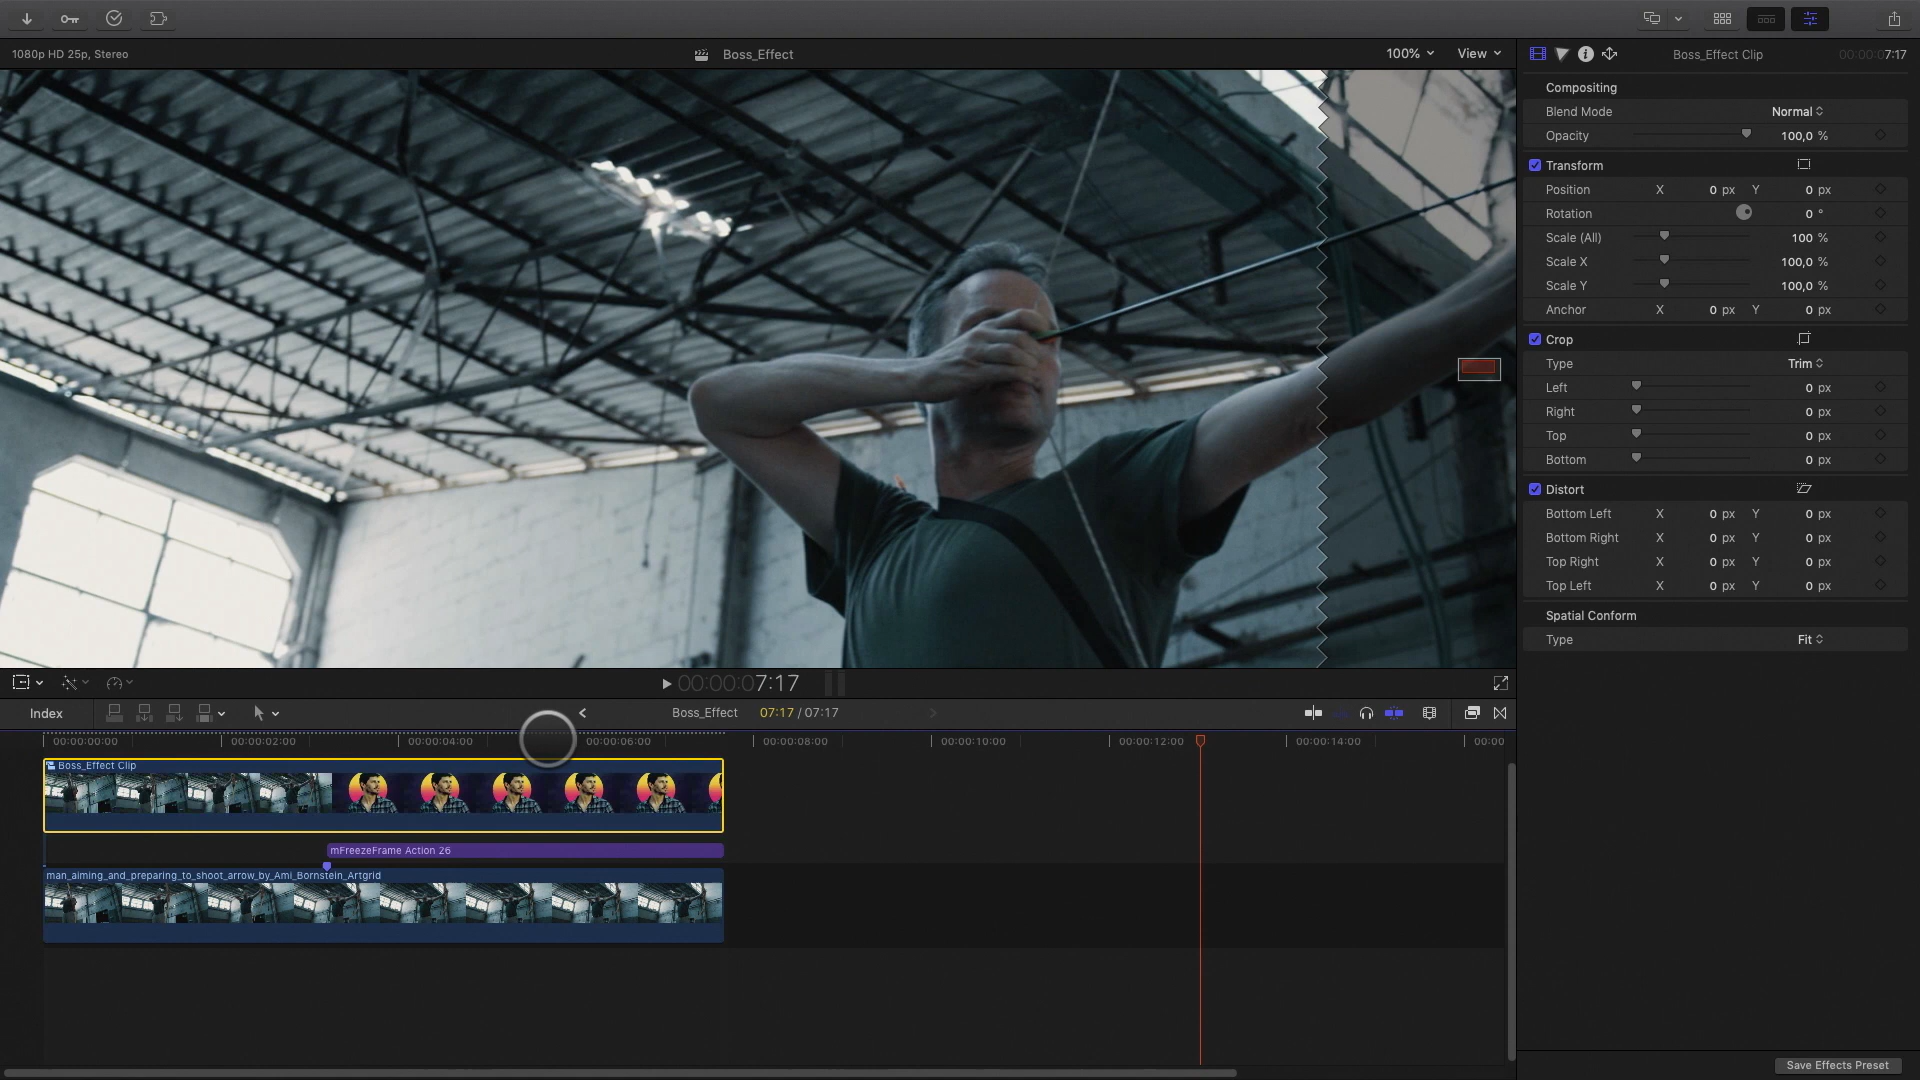 1080p HD 25p, Stereo
Boss_Effect
100%
View
Boss_Effect Clip
00:00:07:17
Compositing
Blend Mode Normal
Opacity 100,0 %
Transform
Position X 0 px Y 0 px
Rotation 0 °
Scale (All) 100 %
Scale X 100,0 %
Scale Y 100,0 %
Anchor X 0 px Y 0 px
Crop
Type Trim
Left 0 px
Right 0 px
Top 0 px
Bottom 0 px
Distort
Bottom Left X 0 px Y 0 px
Bottom Right X 0 px Y 0 px
Top Right X 0 px Y 0 px
Top Left X 0 px Y 0 px
Spatial Conform
Type Fit
00:00:07:17
Index
Boss_Effect 07:17 / 07:17
00:00:00:00 00:00:02:00 00:00:04:00 00:00:06:00 00:00:08:00 00:00:10:00 00:00:12:00 00:00:14:00 00:00
Boss_Effect Clip
mFreezeFrame Action 26
man_aiming_and_preparing_to_shoot_arrow_by_Ami_Bornstein_Artgrid
Save Effects Preset